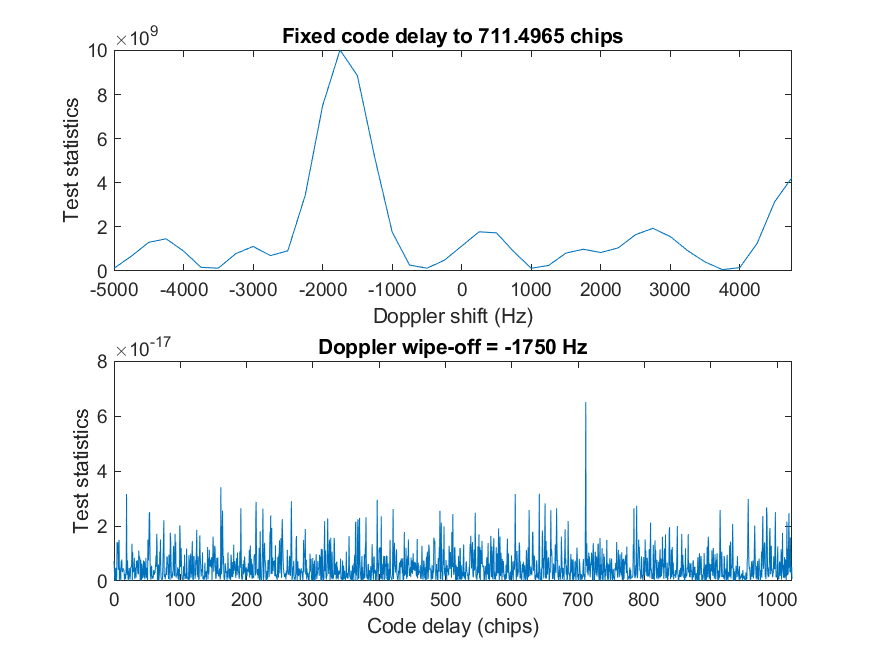 ×10⁹
Fixed code delay to 711.4965 chips
10
8
6
4
2
0
Test statistics
-5000 -4000 -3000 -2000 -1000 0 1000 2000 3000 4000
Doppler shift (Hz)
×10⁻¹⁷
Doppler wipe-off = -1750 Hz
8
6
4
2
0
Test statistics
0 100 200 300 400 500 600 700 800 900 1000
Code delay (chips)